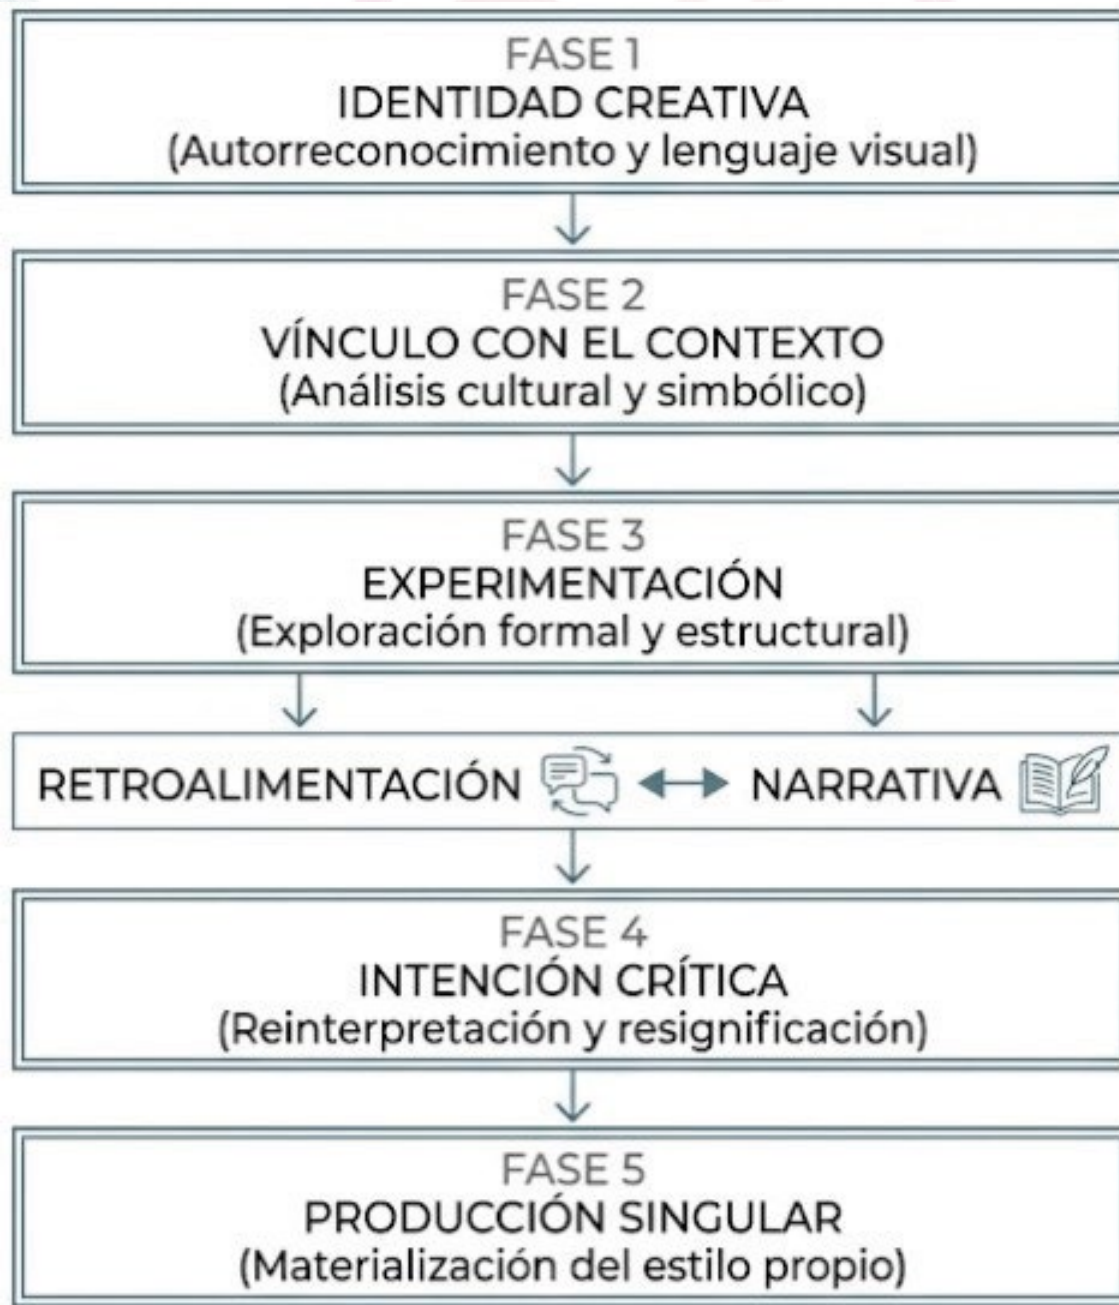 FASE 1
IDENTIDAD CREATIVA
(Autorreconocimiento y lenguaje visual)
FASE 2
VÍNCULO CON EL CONTEXTO
(Análisis cultural y simbólico)
FASE 3
EXPERIMENTACIÓN
(Exploración formal y estructural)
RETROALIMENTACIÓN NARRATIVA
FASE 4
INTENCIÓN CRÍTICA
(Reinterpretación y resignificación)
FASE 5
PRODUCCIÓN SINGULAR
(Materialización del estilo propio)